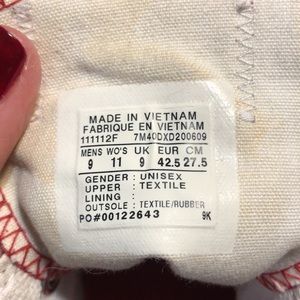 MADE IN VIETNAM
FABRIQUE EN VIETNAM
111112F 7M40DXD200609
MENS WO'S UK EUR CM
9 11 9 42.5 27.5
GENDER : UNISEX
UPPER : TEXTILE
LINING :
OUTSOLE : TEXTILE/RUBBER
PO#00122643 9K